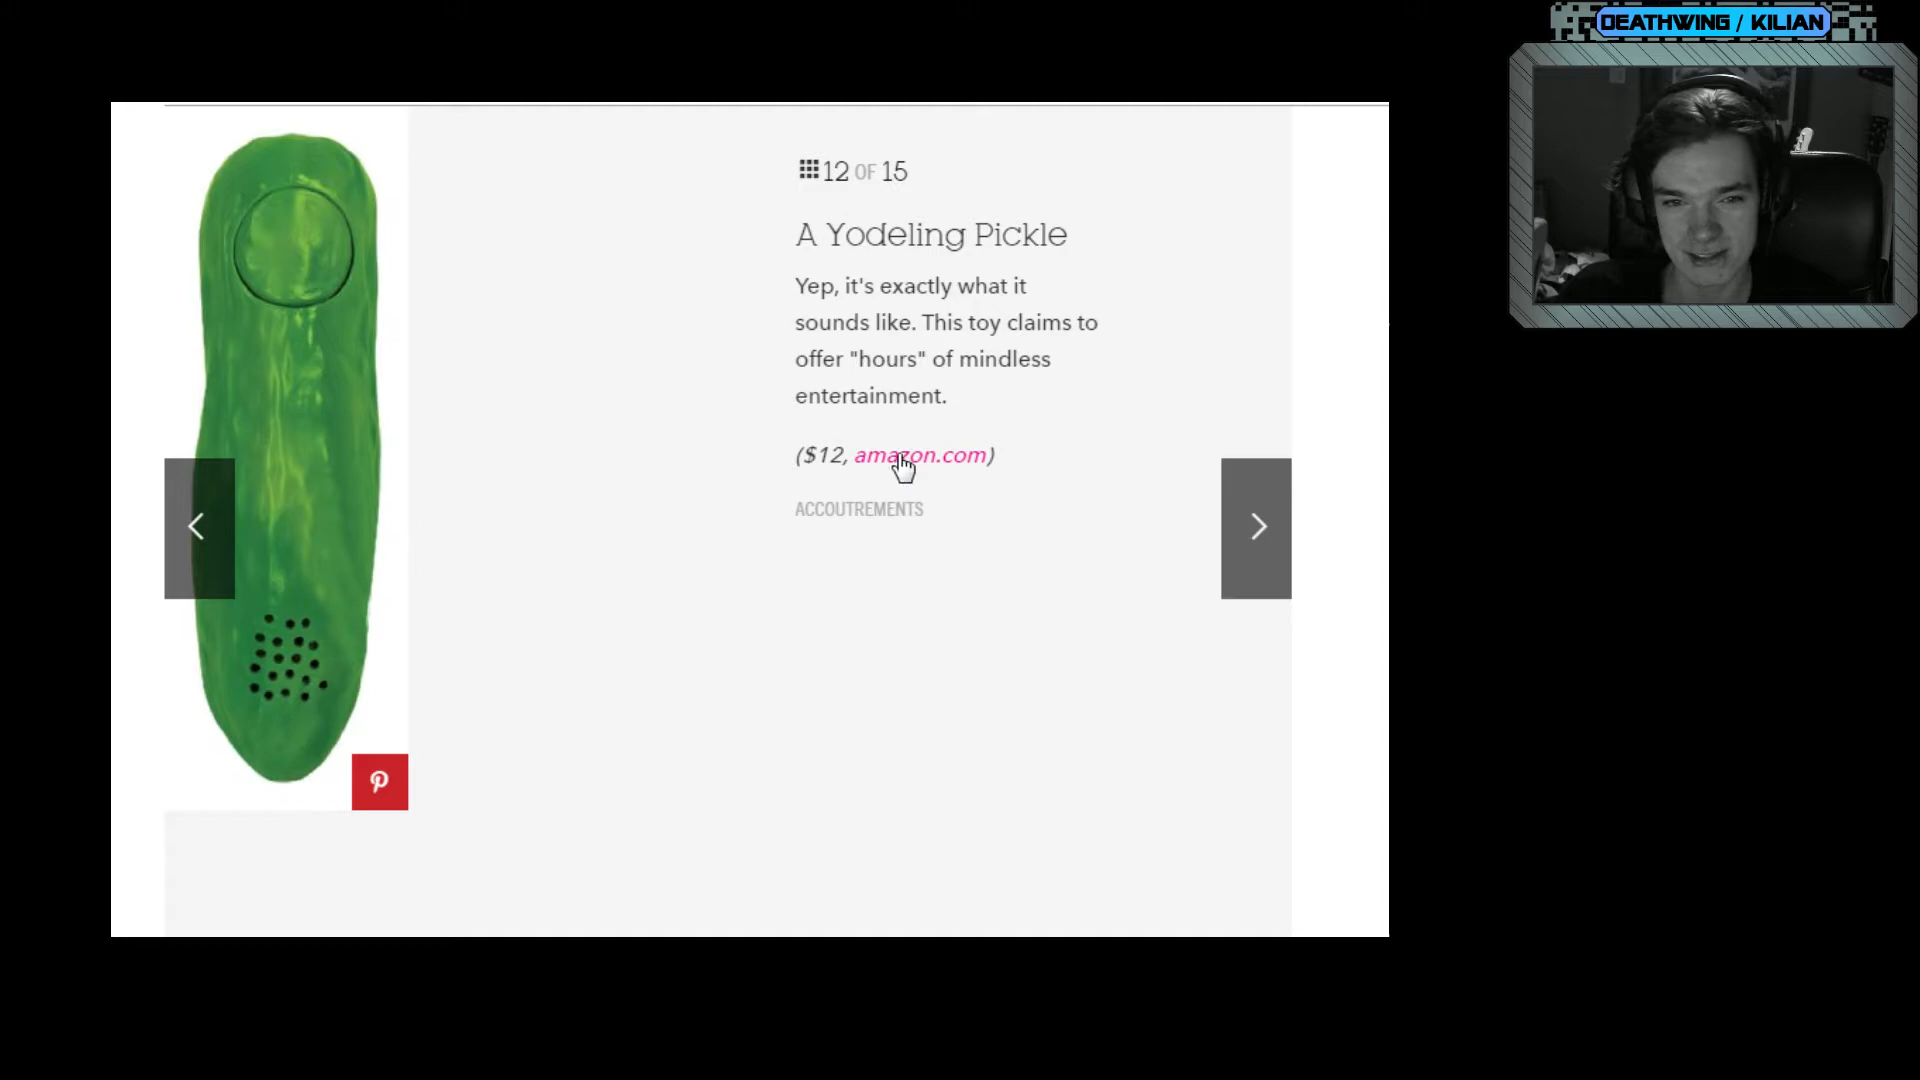 DEATHWING / KILIAN
12 OF 15
A Yodeling Pickle
Yep, it's exactly what it
sounds like. This toy claims to
offer "hours" of mindless
entertainment.
($12, amazon.com)
ACCOUTREMENTS